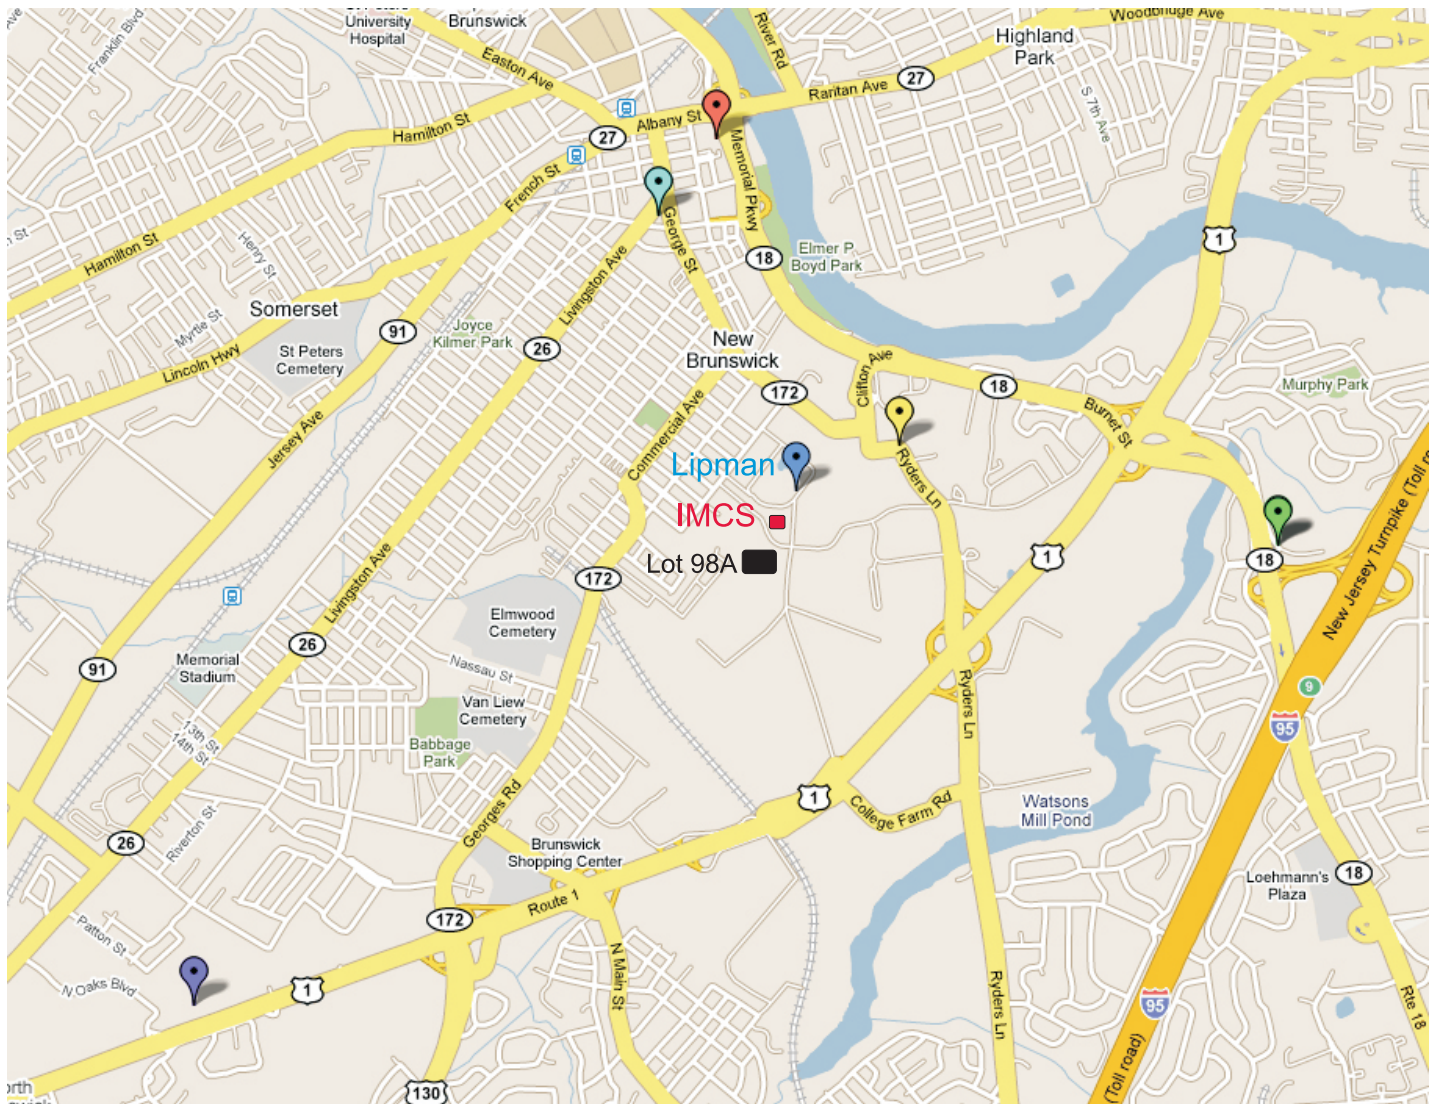 University
Hospital
Brunswick
Franklin Blvd
Easton Ave
River Rd
Woodbridge Ave
Highland
Park
27
Raritan Ave
S 7th Ave
Hamilton St
Albany St
27
French St
Memorial Pkwy
George St
Hamilton St
Henry St
18
Elmer P
Boyd Park
1
Livingston Ave
Somerset
Myrtle St
91
Joyce
Kilmer Park
26
St Peters
Cemetery
Lincoln Hwy
New
Brunswick
Clifton Ave
172
18
Murphy Park
Burnet St
Jersey Ave
Commercial Ave
Ryders Ln
Lipman
IMCS
Lot 98A
1
18
New Jersey Turnpike (Toll
172
Livingston Ave
Elmwood
Cemetery
26
91
Memorial
Stadium
Nassau St
Van Liew
Cemetery
Ryders Ln
9
95
13th St
14th St
Babbage
Park
1
College Farm Rd
Watsons
Mill Pond
Georges Rd
26
Riverton St
Brunswick
Shopping Center
Loehmann's
Plaza
18
Route 1
172
Patton St
N Oaks Blvd
1
N Main St
Ryders Ln
95
Rte 18
(Toll road)
130